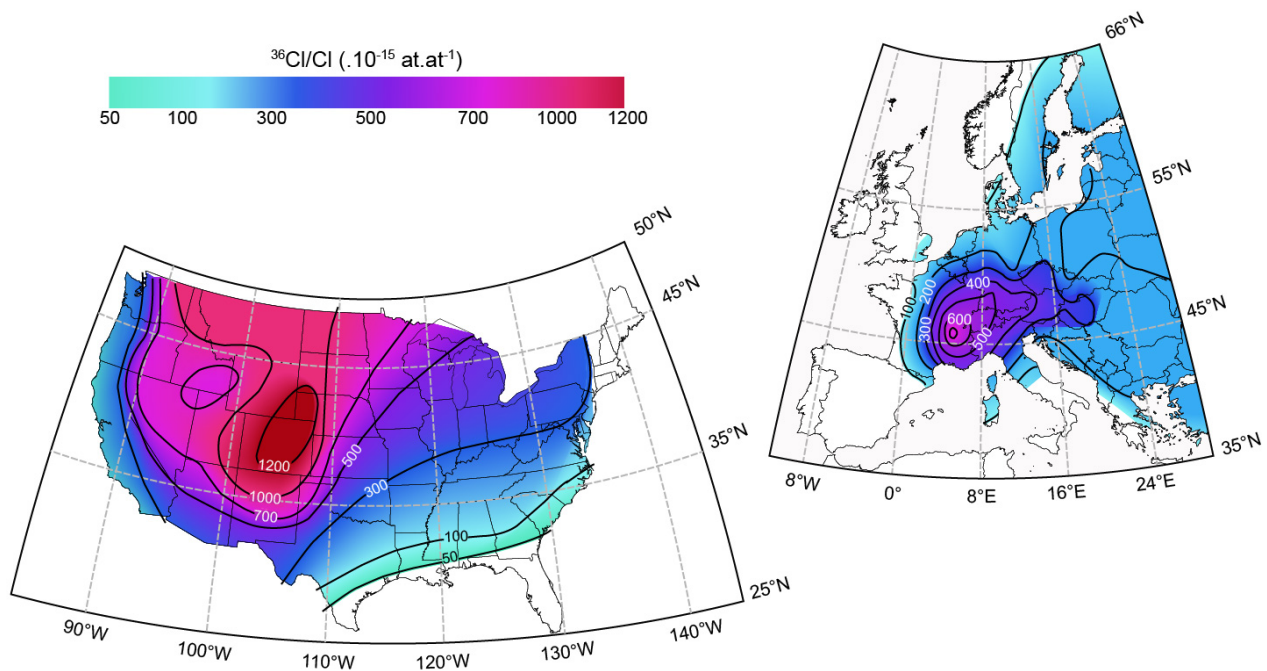 ³⁶Cl/Cl (.10⁻¹⁵ at.at⁻¹)
50 100 300 500 700 1000 1200
50°N
45°N
35°N
25°N
90°W 100°W 110°W 120°W 130°W 140°W
1200
1000
700
500
300
100
50
66°N
55°N
45°N
35°N
8°W 0° 8°E 16°E 24°E
100
200
300
400
600
500